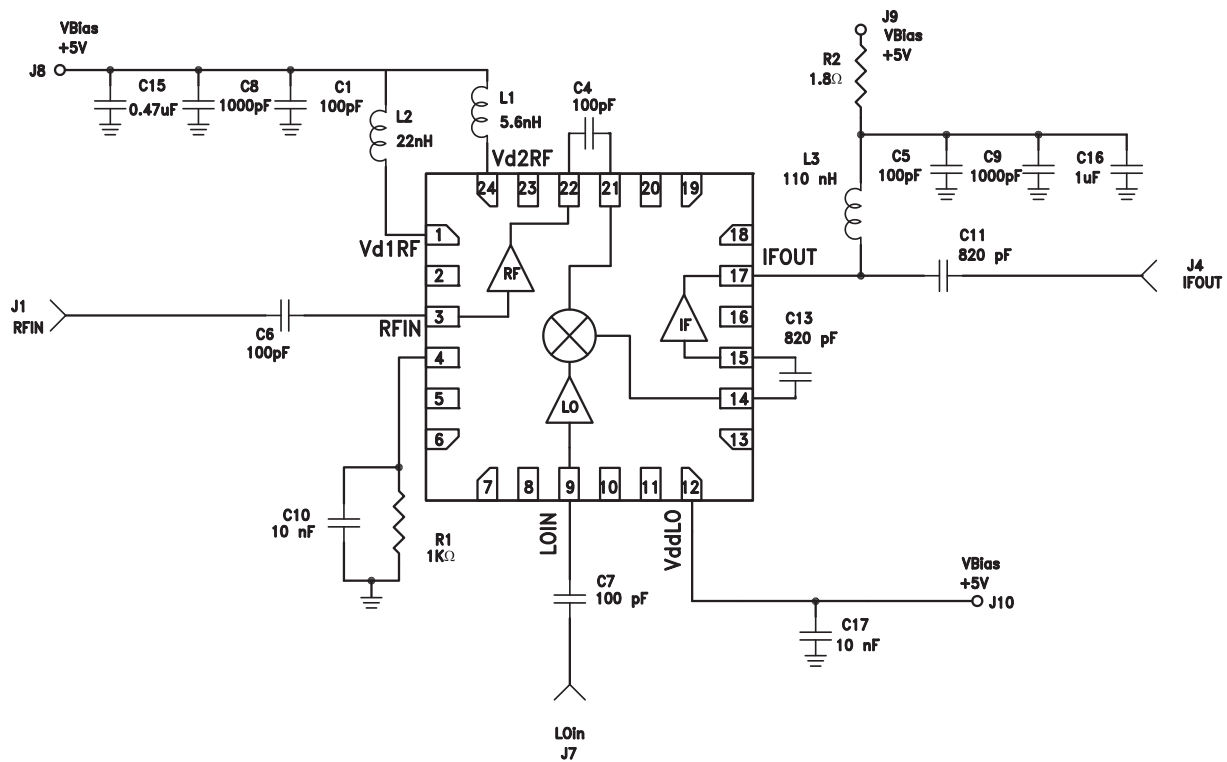 VBias
+5V
J8
C15
0.47uF
C8
1000pF
C1
100pF
L2
22nH
L1
5.6nH
C4
100pF
J9
VBias
+5V
R2
1.8Ω
L3
110 nH
C5
100pF
C9
1000pF
C16
1uF
Vd2RF
24
23
22
21
20
19
Vd1RF
1
2
3
4
5
6
RF
IF
LO
18
17
16
15
14
13
IFOUT
C11
820 pF
J4
IFOUT
J1
RFIN
C6
100pF
RFIN
C13
820 pF
7
8
9
10
11
12
C10
10 nF
R1
1KΩ
LOIN
VddLO
C7
100 pF
VBias
+5V
J10
C17
10 nF
LOin
J7